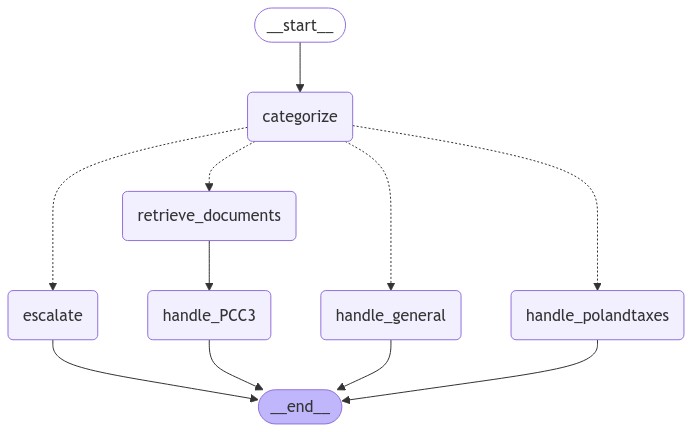 __start__
categorize
retrieve_documents
escalate
handle_PCC3
handle_general
handle_polandtaxes
__end__